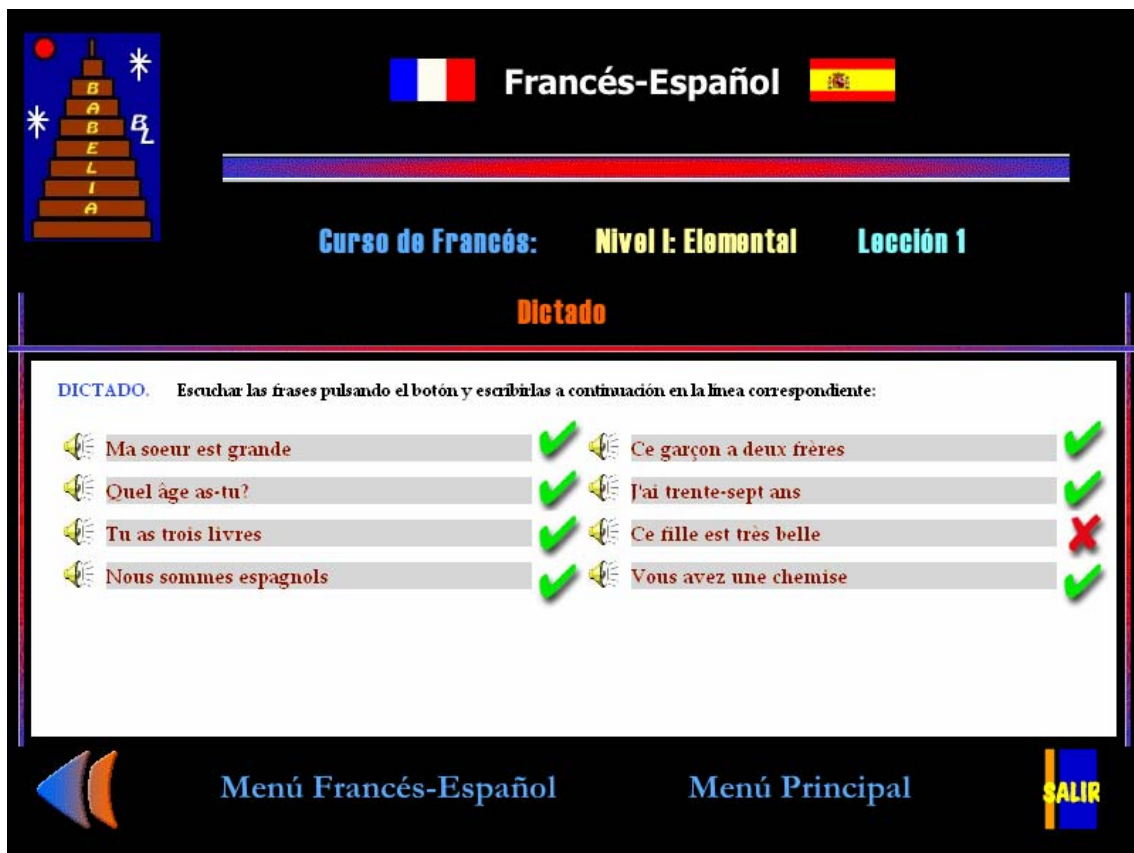 BABELIA
BL
Francés-Español
Curso de Francés: Nivel I: Elemental Lección 1
Dictado
DICTADO. Escuchar las frases pulsando el botón y escribirlas a continuación en la línea correspondiente:
Ma soeur est grande
Ce garçon a deux frères
Quel âge as-tu?
J'ai trente-sept ans
Tu as trois livres
Ce fille est très belle
Nous sommes espagnols
Vous avez une chemise
Menú Francés-Español
Menú Principal
SALIR